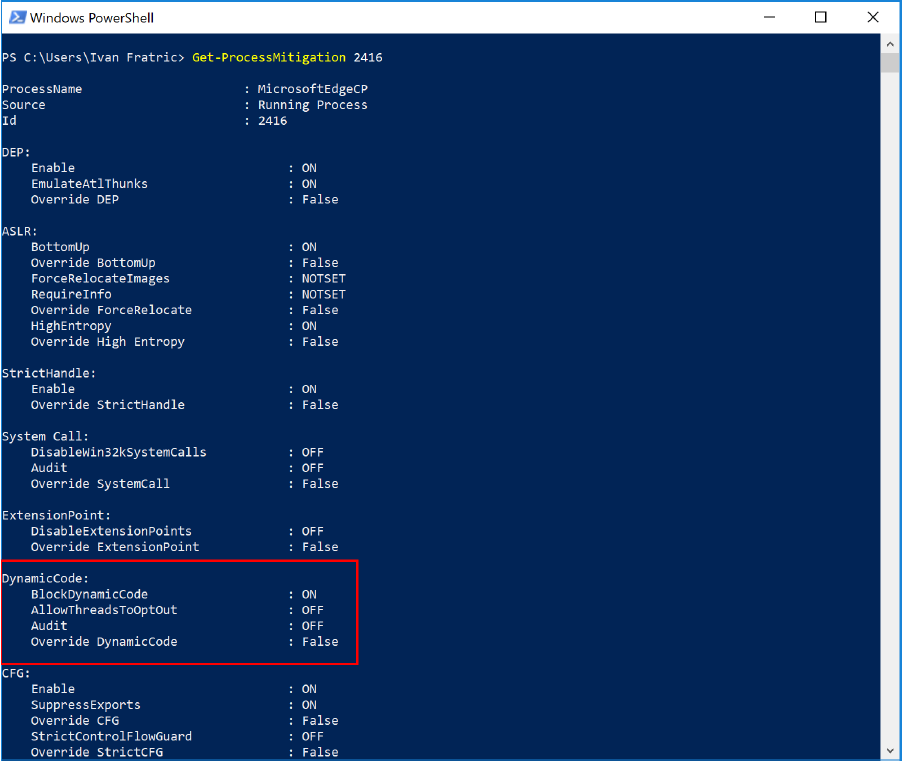 Windows PowerShell
PS C:\Users\Ivan Fratric> Get-ProcessMitigation 2416
ProcessName : MicrosoftEdgeCP
Source : Running Process
Id : 2416
DEP:
Enable : ON
EmulateAtlThunks : ON
Override DEP : False
ASLR:
BottomUp : ON
Override BottomUp : False
ForceRelocateImages : NOTSET
RequireInfo : NOTSET
Override ForceRelocate : False
HighEntropy : ON
Override High Entropy : False
StrictHandle:
Enable : ON
Override StrictHandle : False
System Call:
DisableWin32kSystemCalls : OFF
Audit : OFF
Override SystemCall : False
ExtensionPoint:
DisableExtensionPoints : OFF
Override ExtensionPoint : False
DynamicCode:
BlockDynamicCode : ON
AllowThreadsToOptOut : OFF
Audit : OFF
Override DynamicCode : False
CFG:
Enable : ON
SuppressExports : ON
Override CFG : False
StrictControlFlowGuard : OFF
Override StrictCFG : False